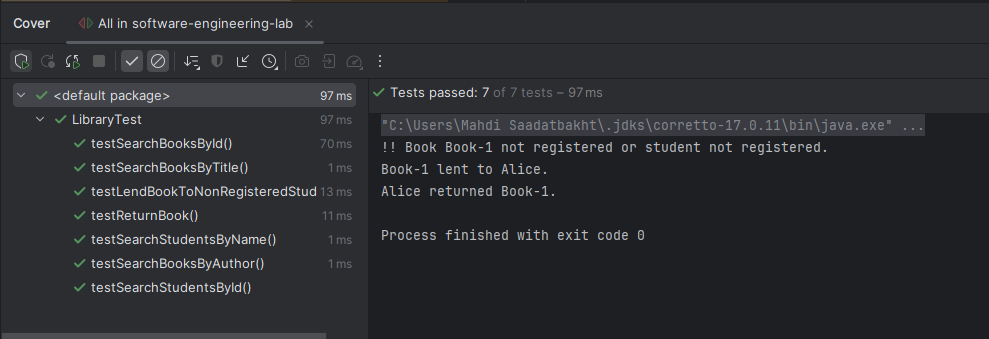 Cover All in software-engineering-lab
<default package> 97 ms
LibraryTest 97 ms
testSearchBooksById() 70 ms
testSearchBooksByTitle() 1 ms
testLendBookToNonRegisteredStud 13 ms
testReturnBook() 11 ms
testSearchStudentsByName() 1 ms
testSearchBooksByAuthor() 1 ms
testSearchStudentsById()
Tests passed: 7 of 7 tests – 97 ms
"C:\Users\Mahdi Saadatbakht\.jdks\corretto-17.0.11\bin\java.exe" ...
!! Book Book-1 not registered or student not registered.
Book-1 lent to Alice.
Alice returned Book-1.
Process finished with exit code 0